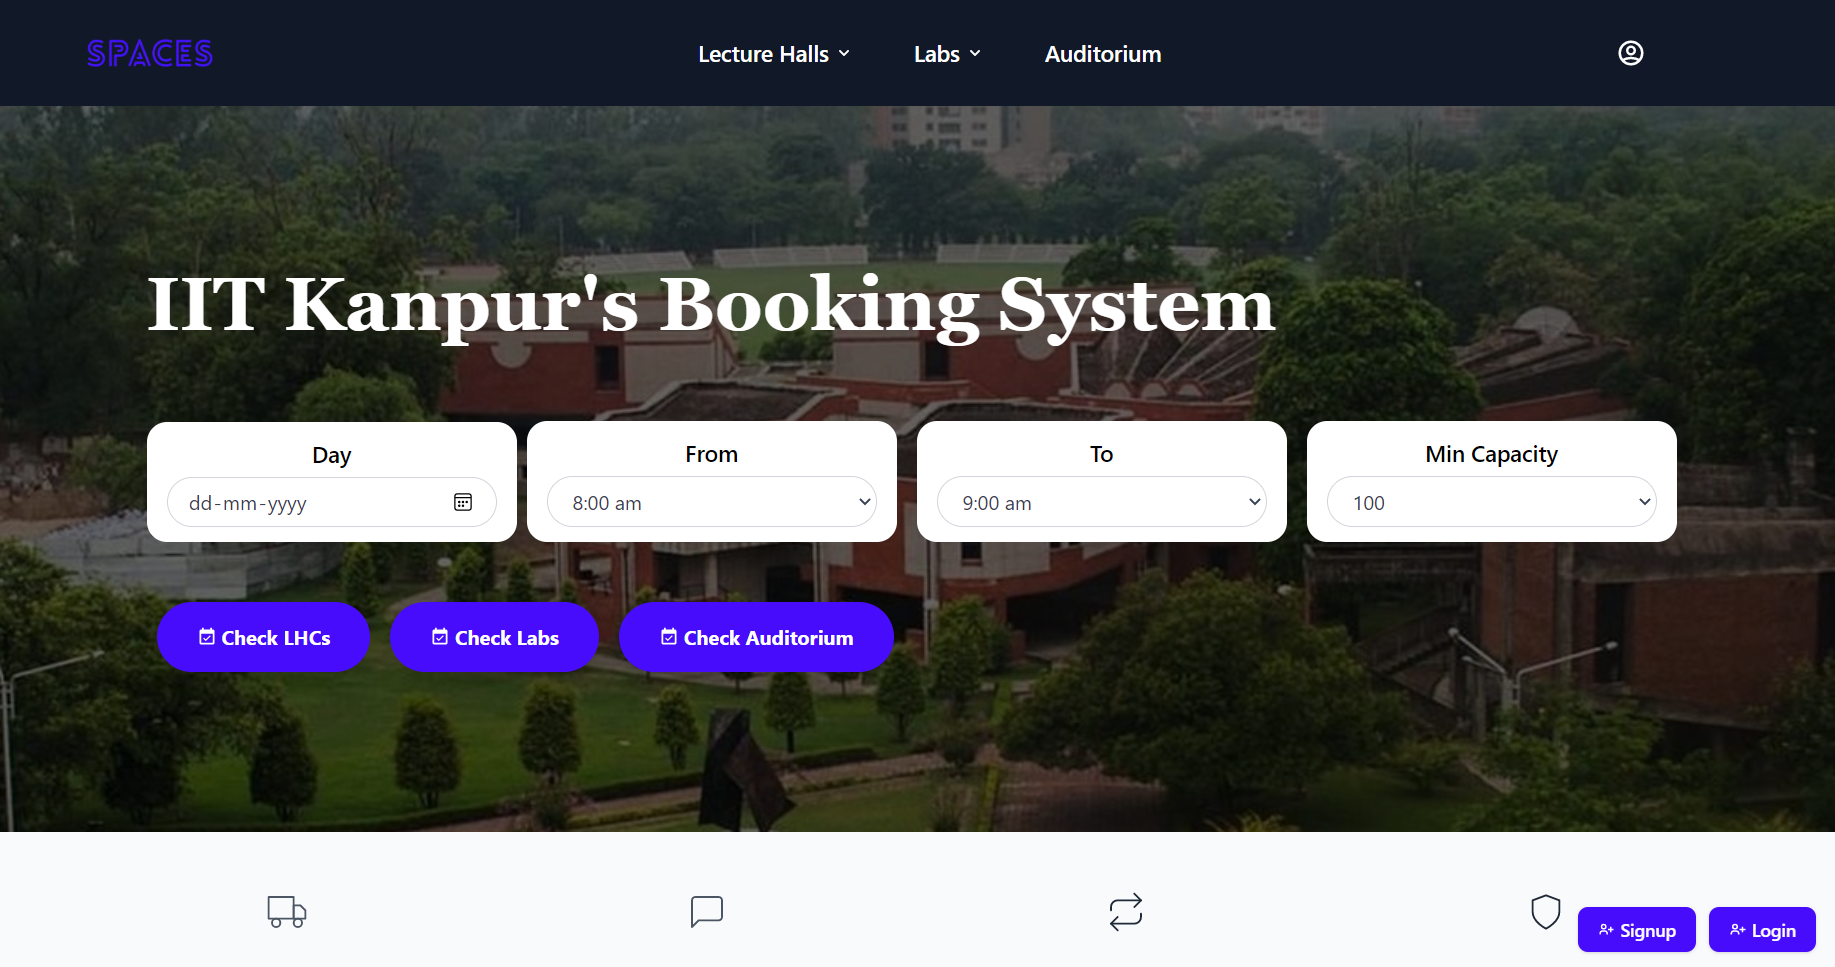 SPACES
Lecture Halls Labs Auditorium
IIT Kanpur's Booking System
Day From To Min Capacity
dd-mm-yyyy 8:00 am 9:00 am 100
Check LHCs Check Labs Check Auditorium
Signup Login